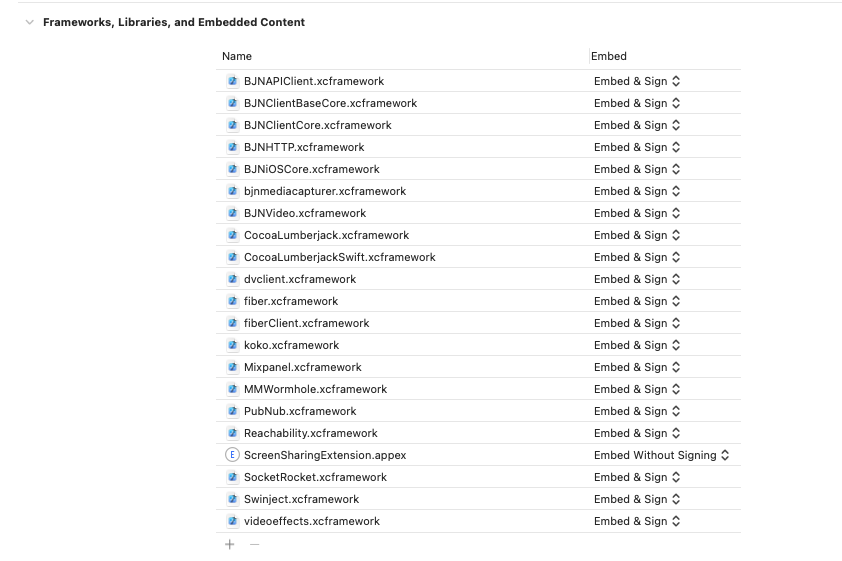 Frameworks, Libraries, and Embedded Content
Name Embed
BJNAPIClient.xcframework Embed & Sign
BJNClientBaseCore.xcframework Embed & Sign
BJNClientCore.xcframework Embed & Sign
BJNHTTP.xcframework Embed & Sign
BJNiOSCore.xcframework Embed & Sign
bjnmediacapturer.xcframework Embed & Sign
BJNVideo.xcframework Embed & Sign
CocoaLumberjack.xcframework Embed & Sign
CocoaLumberjackSwift.xcframework Embed & Sign
dvclient.xcframework Embed & Sign
fiber.xcframework Embed & Sign
fiberClient.xcframework Embed & Sign
koko.xcframework Embed & Sign
Mixpanel.xcframework Embed & Sign
MMWormhole.xcframework Embed & Sign
PubNub.xcframework Embed & Sign
Reachability.xcframework Embed & Sign
E ScreenSharingExtension.appex Embed Without Signing
SocketRocket.xcframework Embed & Sign
Swinject.xcframework Embed & Sign
videoeffects.xcframework Embed & Sign